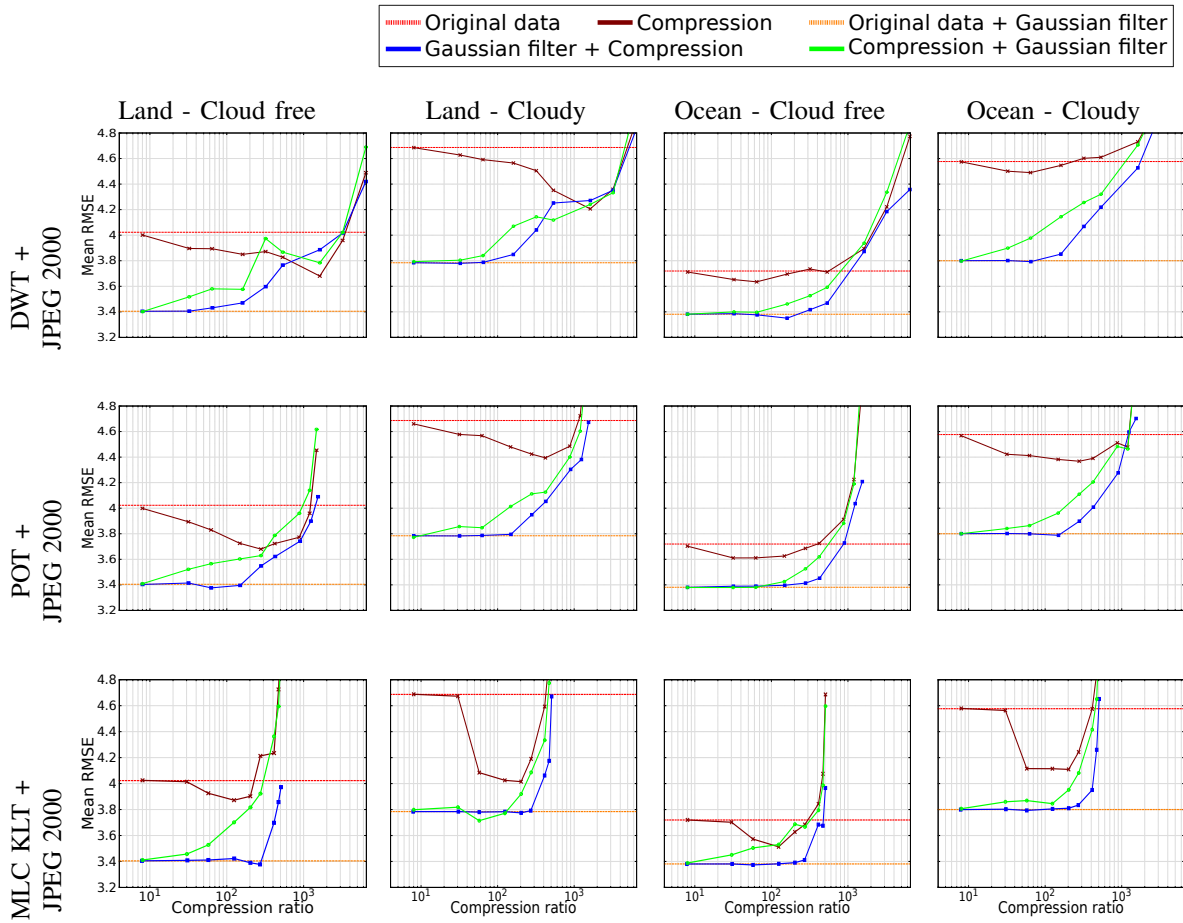 Original data Compression Original data + Gaussian filter
Gaussian filter + Compression Compression + Gaussian filter
Land - Cloud free Land - Cloudy Ocean - Cloud free Ocean - Cloudy
DWT +
JPEG 2000
Mean RMSE
4.8
4.6
4.4
4.2
4
3.8
3.6
3.4
3.2
POT +
JPEG 2000
Mean RMSE
4.8
4.6
4.4
4.2
4
3.8
3.6
3.4
3.2
MLC KLT +
JPEG 2000
Mean RMSE
4.8
4.6
4.4
4.2
4
3.8
3.6
3.4
3.2
10¹ 10² 10³ 10¹ 10² 10³ 10¹ 10² 10³ 10¹ 10² 10³
Compression ratio Compression ratio Compression ratio Compression ratio